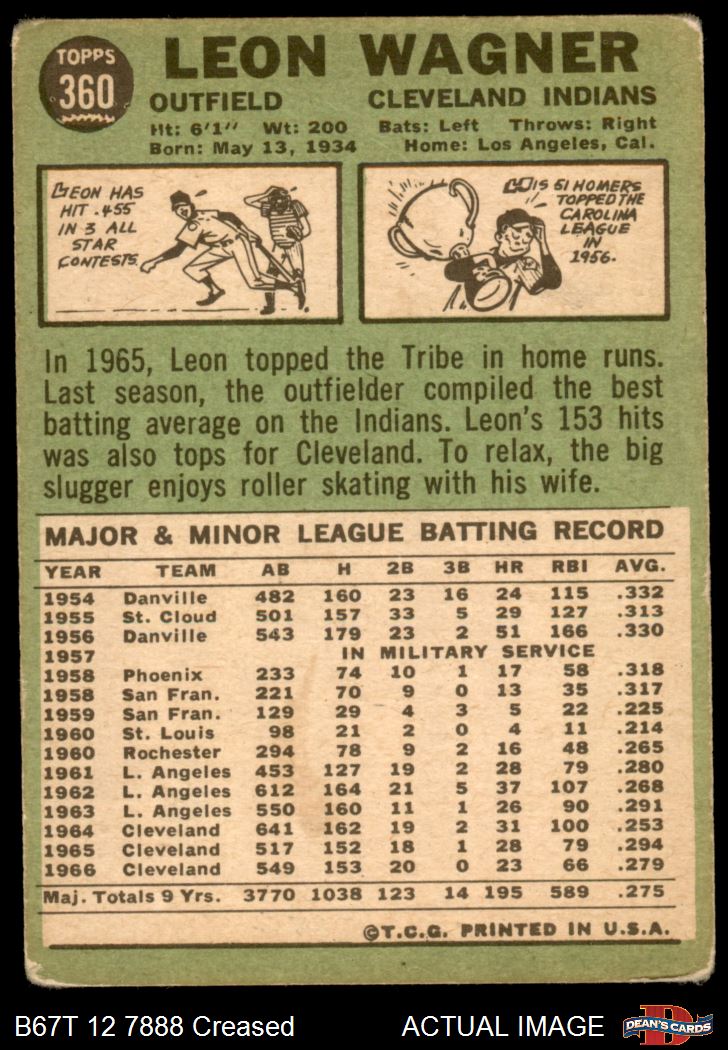 TOPPS
360
LEON WAGNER
OUTFIELD CLEVELAND INDIANS
Ht: 6'1" Wt: 200 Bats: Left Throws: Right
Born: May 13, 1934 Home: Los Angeles, Cal.
LEON HAS
HIT .455
IN 3 ALL
STAR
CONTESTS.
HIS 51 HOMERS
TOPPED THE
CAROLINA
LEAGUE
IN
1956.
In 1965, Leon topped the Tribe in home runs.
Last season, the outfielder compiled the best
batting average on the Indians. Leon's 153 hits
was also tops for Cleveland. To relax, the big
slugger enjoys roller skating with his wife.
MAJOR & MINOR LEAGUE BATTING RECORD
YEAR TEAM AB H 2B 3B HR RBI AVG.
1954 Danville 482 160 23 16 24 115 .332
1955 St. Cloud 501 157 33 5 29 127 .313
1956 Danville 543 179 23 2 51 166 .330
1957 IN MILITARY SERVICE
1958 Phoenix 233 74 10 1 17 58 .318
1958 San Fran. 221 70 9 0 13 35 .317
1959 San Fran. 129 29 4 3 5 22 .225
1960 St. Louis 98 21 2 0 4 11 .214
1960 Rochester 294 78 9 2 16 48 .265
1961 L. Angeles 453 127 19 2 28 79 .280
1962 L. Angeles 612 164 21 5 37 107 .268
1963 L. Angeles 550 160 11 1 26 90 .291
1964 Cleveland 641 162 19 2 31 100 .253
1965 Cleveland 517 152 18 1 28 79 .294
1966 Cleveland 549 153 20 0 23 66 .279
Maj. Totals 9 Yrs. 3770 1038 123 14 195 589 .275
©T.C.G. PRINTED IN U.S.A.
B67T 12 7888 Creased ACTUAL IMAGE
D
DEAN'S CARDS